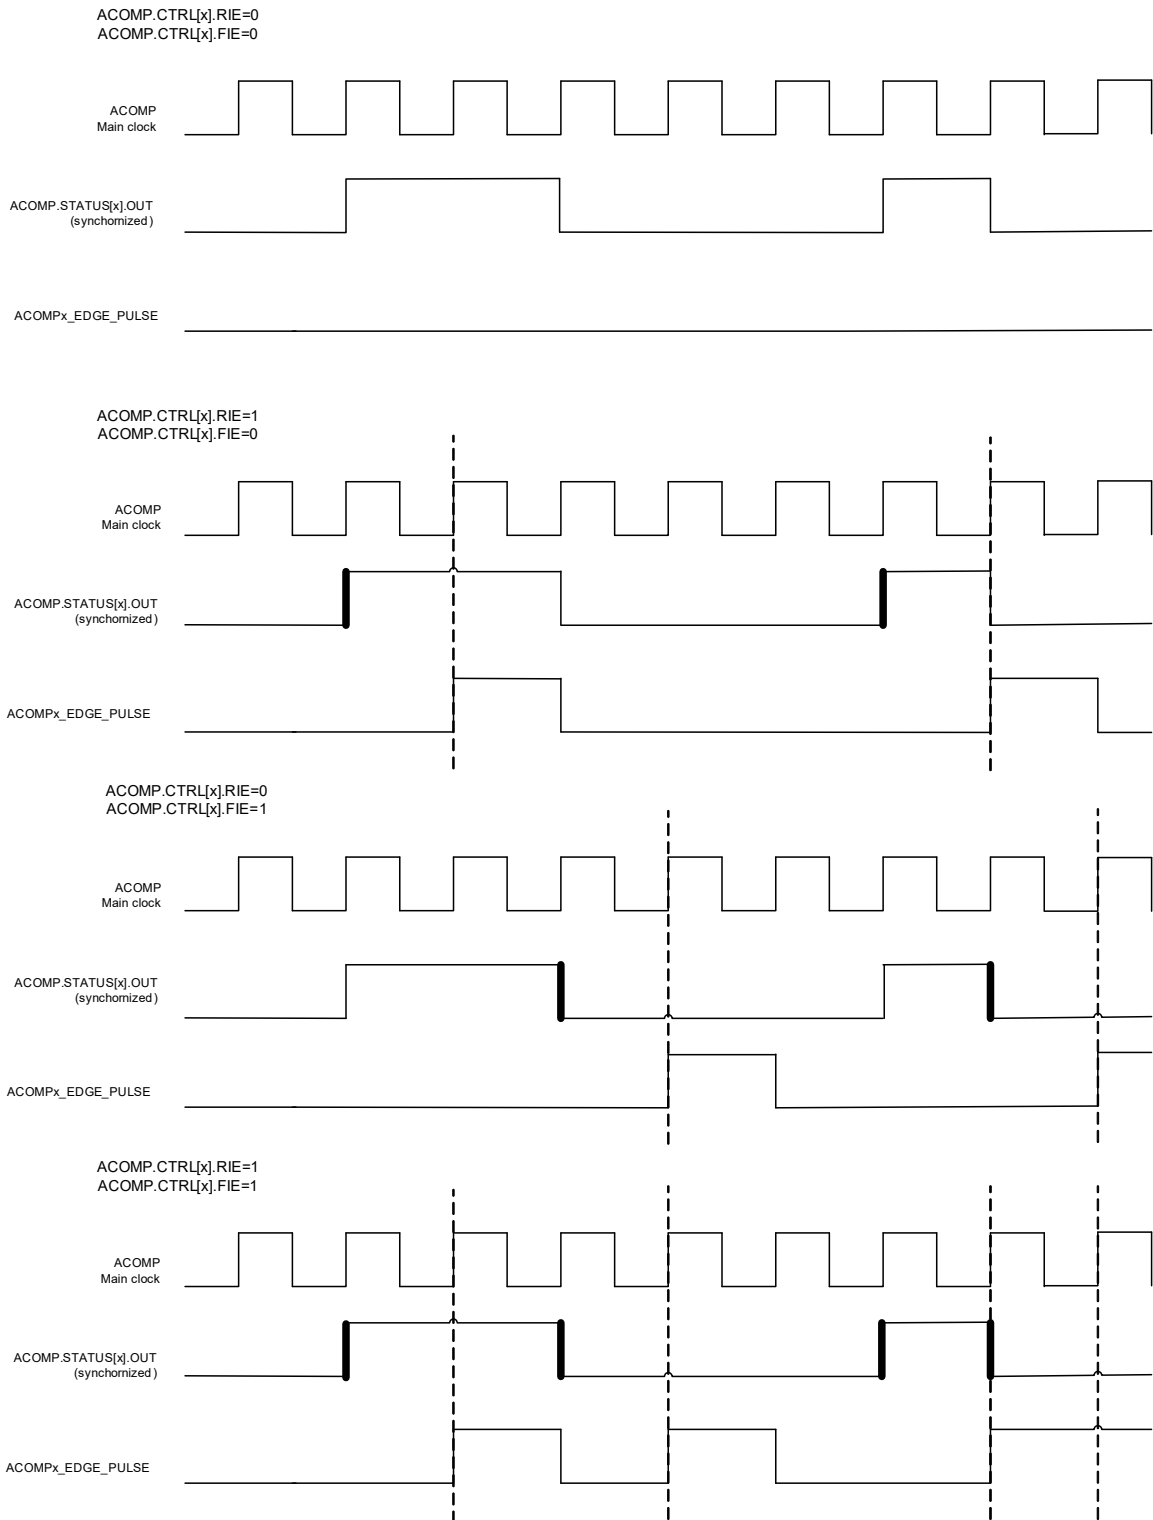 ACOMP.CTRL[x].RIE=0
ACOMP.CTRL[x].FIE=0
ACOMP
Main clock
ACOMP.STATUS[x].OUT
(synchornized)
ACOMPx_EDGE_PULSE
ACOMP.CTRL[x].RIE=1
ACOMP.CTRL[x].FIE=0
ACOMP
Main clock
ACOMP.STATUS[x].OUT
(synchornized)
ACOMPx_EDGE_PULSE
ACOMP.CTRL[x].RIE=0
ACOMP.CTRL[x].FIE=1
ACOMP
Main clock
ACOMP.STATUS[x].OUT
(synchornized)
ACOMPx_EDGE_PULSE
ACOMP.CTRL[x].RIE=1
ACOMP.CTRL[x].FIE=1
ACOMP
Main clock
ACOMP.STATUS[x].OUT
(synchornized)
ACOMPx_EDGE_PULSE